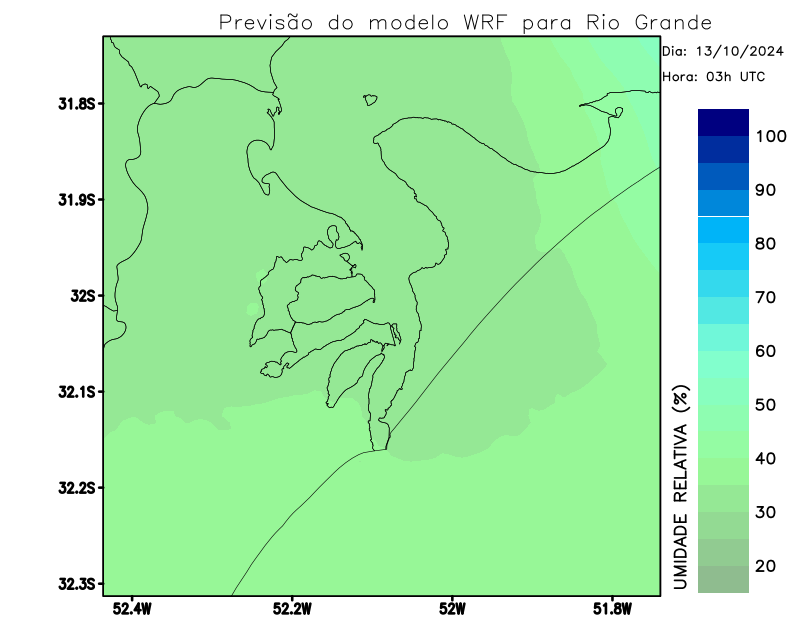 Previsão do modelo WRF para Rio Grande
Dia: 13/10/2024
Hora: 03h UTC
31.8S
31.9S
32S
32.1S
32.2S
32.3S
52.4W
52.2W
52W
51.8W
100
90
80
70
60
50
40
30
20
UMIDADE RELATIVA (%)